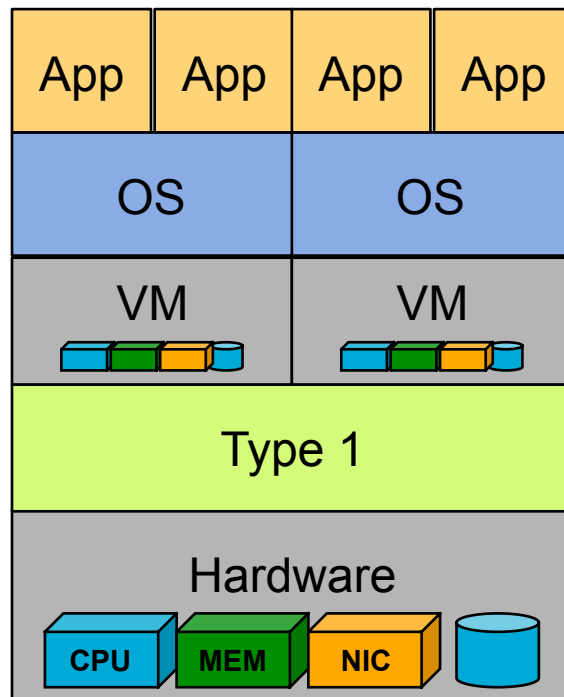 App App App App
OS OS
VM VM
Type 1
Hardware
CPU MEM NIC